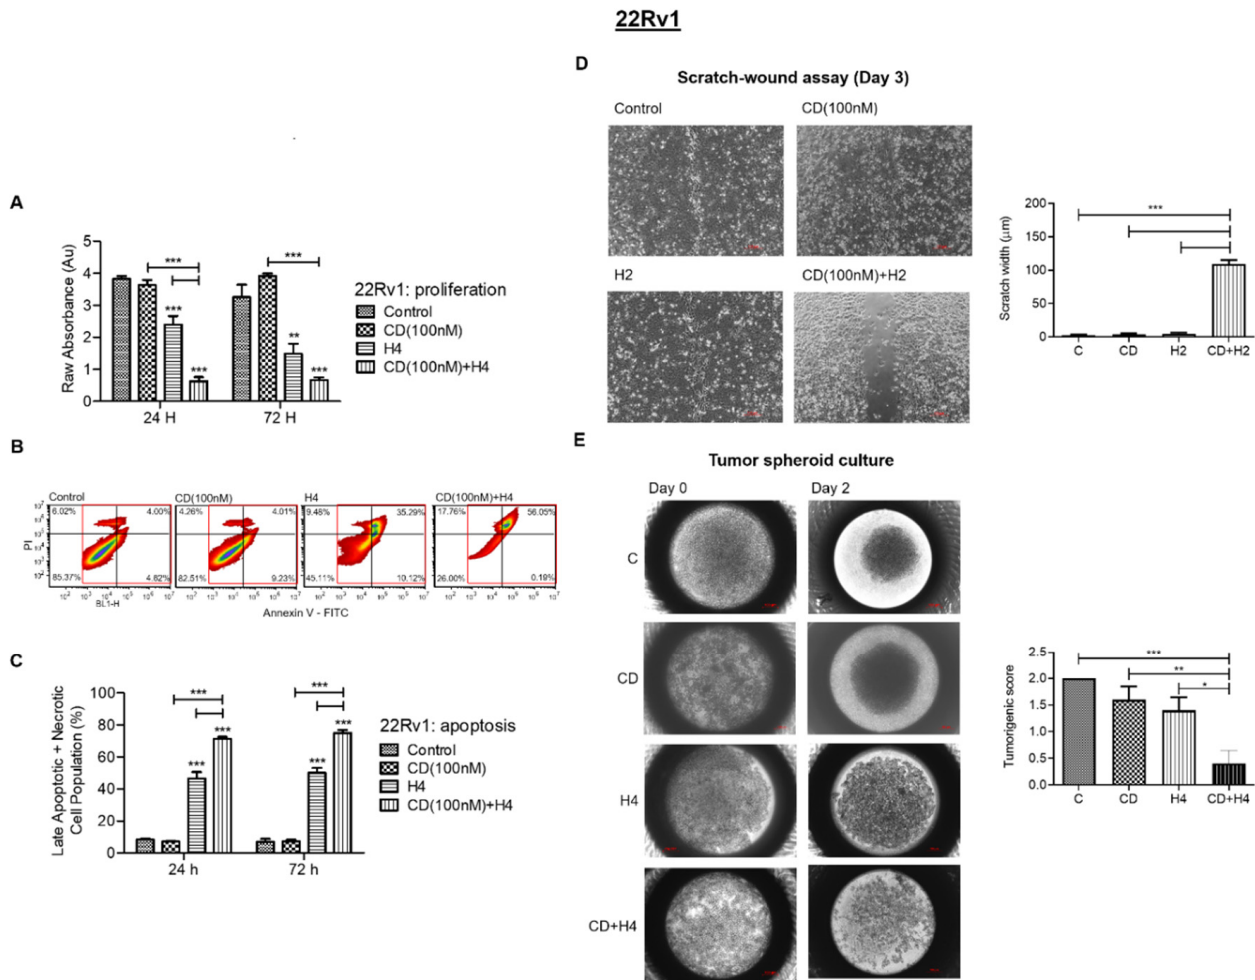 22Rv1
A
5
4
3
2
1
0
Raw Absorbance (Au)
***
***
***
***
**
***
24 H
72 H
22Rv1: proliferation
Control
CD(100nM)
H4
CD(100nM)+H4
B
Control
CD(100nM)
H4
CD(100nM)+H4
6.02%
4.00%
4.26%
4.01%
9.48%
35.29%
17.76%
56.05%
85.37%
4.82%
82.51%
9.23%
45.11%
10.12%
26.00%
0.19%
PI
BL1-H
Annexin V - FITC
C
100
80
60
40
20
0
Late Apoptotic + Necrotic
Cell Population (%)
***
***
***
***
***
***
24 h
72 h
22Rv1: apoptosis
Control
CD(100nM)
H4
CD(100nM)+H4
D
Scratch-wound assay (Day 3)
Control
CD(100nM)
H2
CD(100nM)+H2
200
150
100
50
0
Scratch width (μm)
***
C
CD
H2
CD+H2
E
Tumor spheroid culture
Day 0
Day 2
C
CD
H4
CD+H4
2.5
2.0
1.5
1.0
0.5
0.0
Tumorigenic score
***
**
*
C
CD
H4
CD+H4